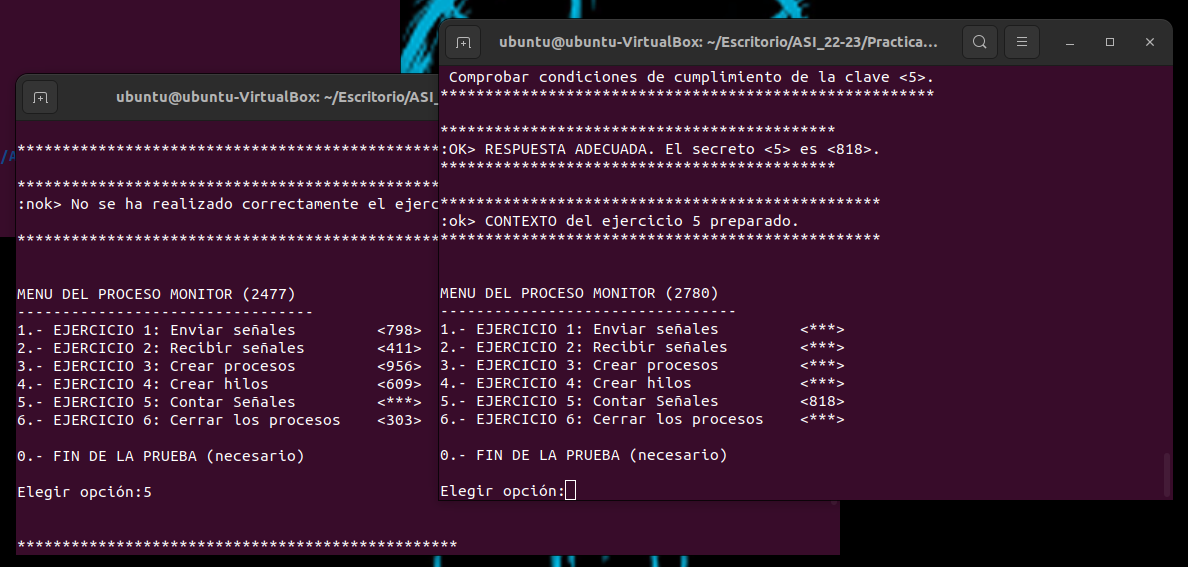 ubuntu@ubuntu-VirtualBox: ~/Escritorio/ASI_
************************************************
************************************************
:nok> No se ha realizado correctamente el ejerc
************************************************
MENU DEL PROCESO MONITOR (2477)
---------------------------------
1.- EJERCICIO 1: Enviar señales <798>
2.- EJERCICIO 2: Recibir señales <411>
3.- EJERCICIO 3: Crear procesos <956>
4.- EJERCICIO 4: Crear hilos <609>
5.- EJERCICIO 5: Contar Señales <***>
6.- EJERCICIO 6: Cerrar los procesos <303>
0.- FIN DE LA PRUEBA (necesario)
Elegir opción:5
*************************************************
ubuntu@ubuntu-VirtualBox: ~/Escritorio/ASI_22-23/Practica...
Comprobar condiciones de cumplimiento de la clave <5>.
*******************************************************
********************************************
:OK> RESPUESTA ADECUADA. El secreto <5> es <818>.
********************************************
*************************************************
:ok> CONTEXTO del ejercicio 5 preparado.
*************************************************
MENU DEL PROCESO MONITOR (2780)
---------------------------------
1.- EJERCICIO 1: Enviar señales <***>
2.- EJERCICIO 2: Recibir señales <***>
3.- EJERCICIO 3: Crear procesos <***>
4.- EJERCICIO 4: Crear hilos <***>
5.- EJERCICIO 5: Contar Señales <818>
6.- EJERCICIO 6: Cerrar los procesos <***>
0.- FIN DE LA PRUEBA (necesario)
Elegir opción: